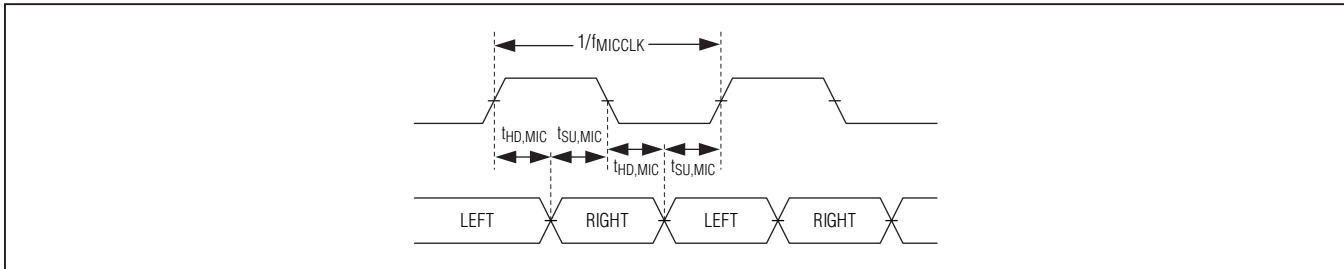 1/fMICCLK
tHD,MIC tSU,MIC
tHD,MIC tSU,MIC
LEFT RIGHT LEFT RIGHT